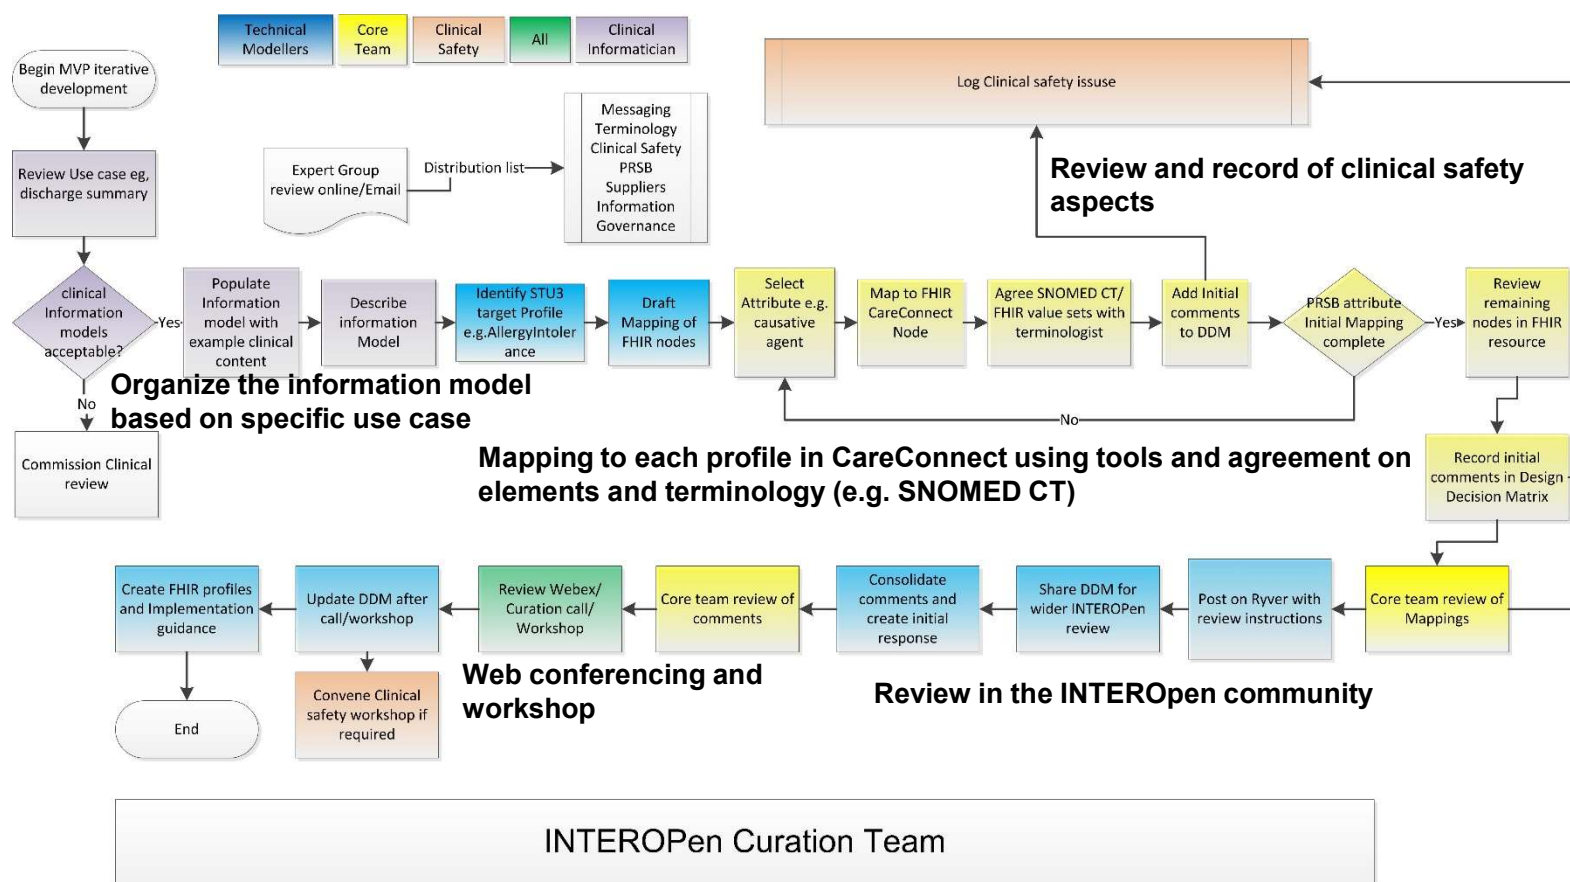 Technical
Modellers
Core
Team
Clinical
Safety
All
Clinical
Informatician
Begin MVP iterative
development
Log Clinical safety issuse
Messaging
Terminology
Clinical Safety
PRSB
Suppliers
Information
Governance
Expert Group
review online/Email
Distribution list
Review Use case eg,
discharge summary
Review and record of clinical safety
aspects
clinical
Information
models
acceptable?
Yes
Populate
Information
model with
example clinical
content
Describe
information
Model
Identify STU3
target Profile
e.g.AllergyIntoler
ance
Draft
Mapping of
FHIR nodes
Select
Attribute e.g.
causative
agent
Map to FHIR
CareConnect
Node
Agree SNOMED CT/
FHIR value sets with
terminologist
Add Initial
comments
to DDM
PRSB attribute
Initial Mapping
complete
Yes
Review
remaining
nodes in FHIR
resource
No
Organize the information model
based on specific use case
No
Commission Clinical
review
Mapping to each profile in CareConnect using tools and agreement on
elements and terminology (e.g. SNOMED CT)
Record initial
comments in Design -
Decision Matrix
Create FHIR profiles
and Implementation
guidance
Update DDM after
call/workshop
Review Webex/
Curation call/
Workshop
Core team review of
comments
Consolidate
comments and
create initial
response
Share DDM for
wider INTEROPen
review
Post on Ryver with
review instructions
Core team review of
Mappings
Web conferencing and
workshop
Review in the INTEROpen community
Convene Clinical
safety workshop if
required
End
INTEROPen Curation Team